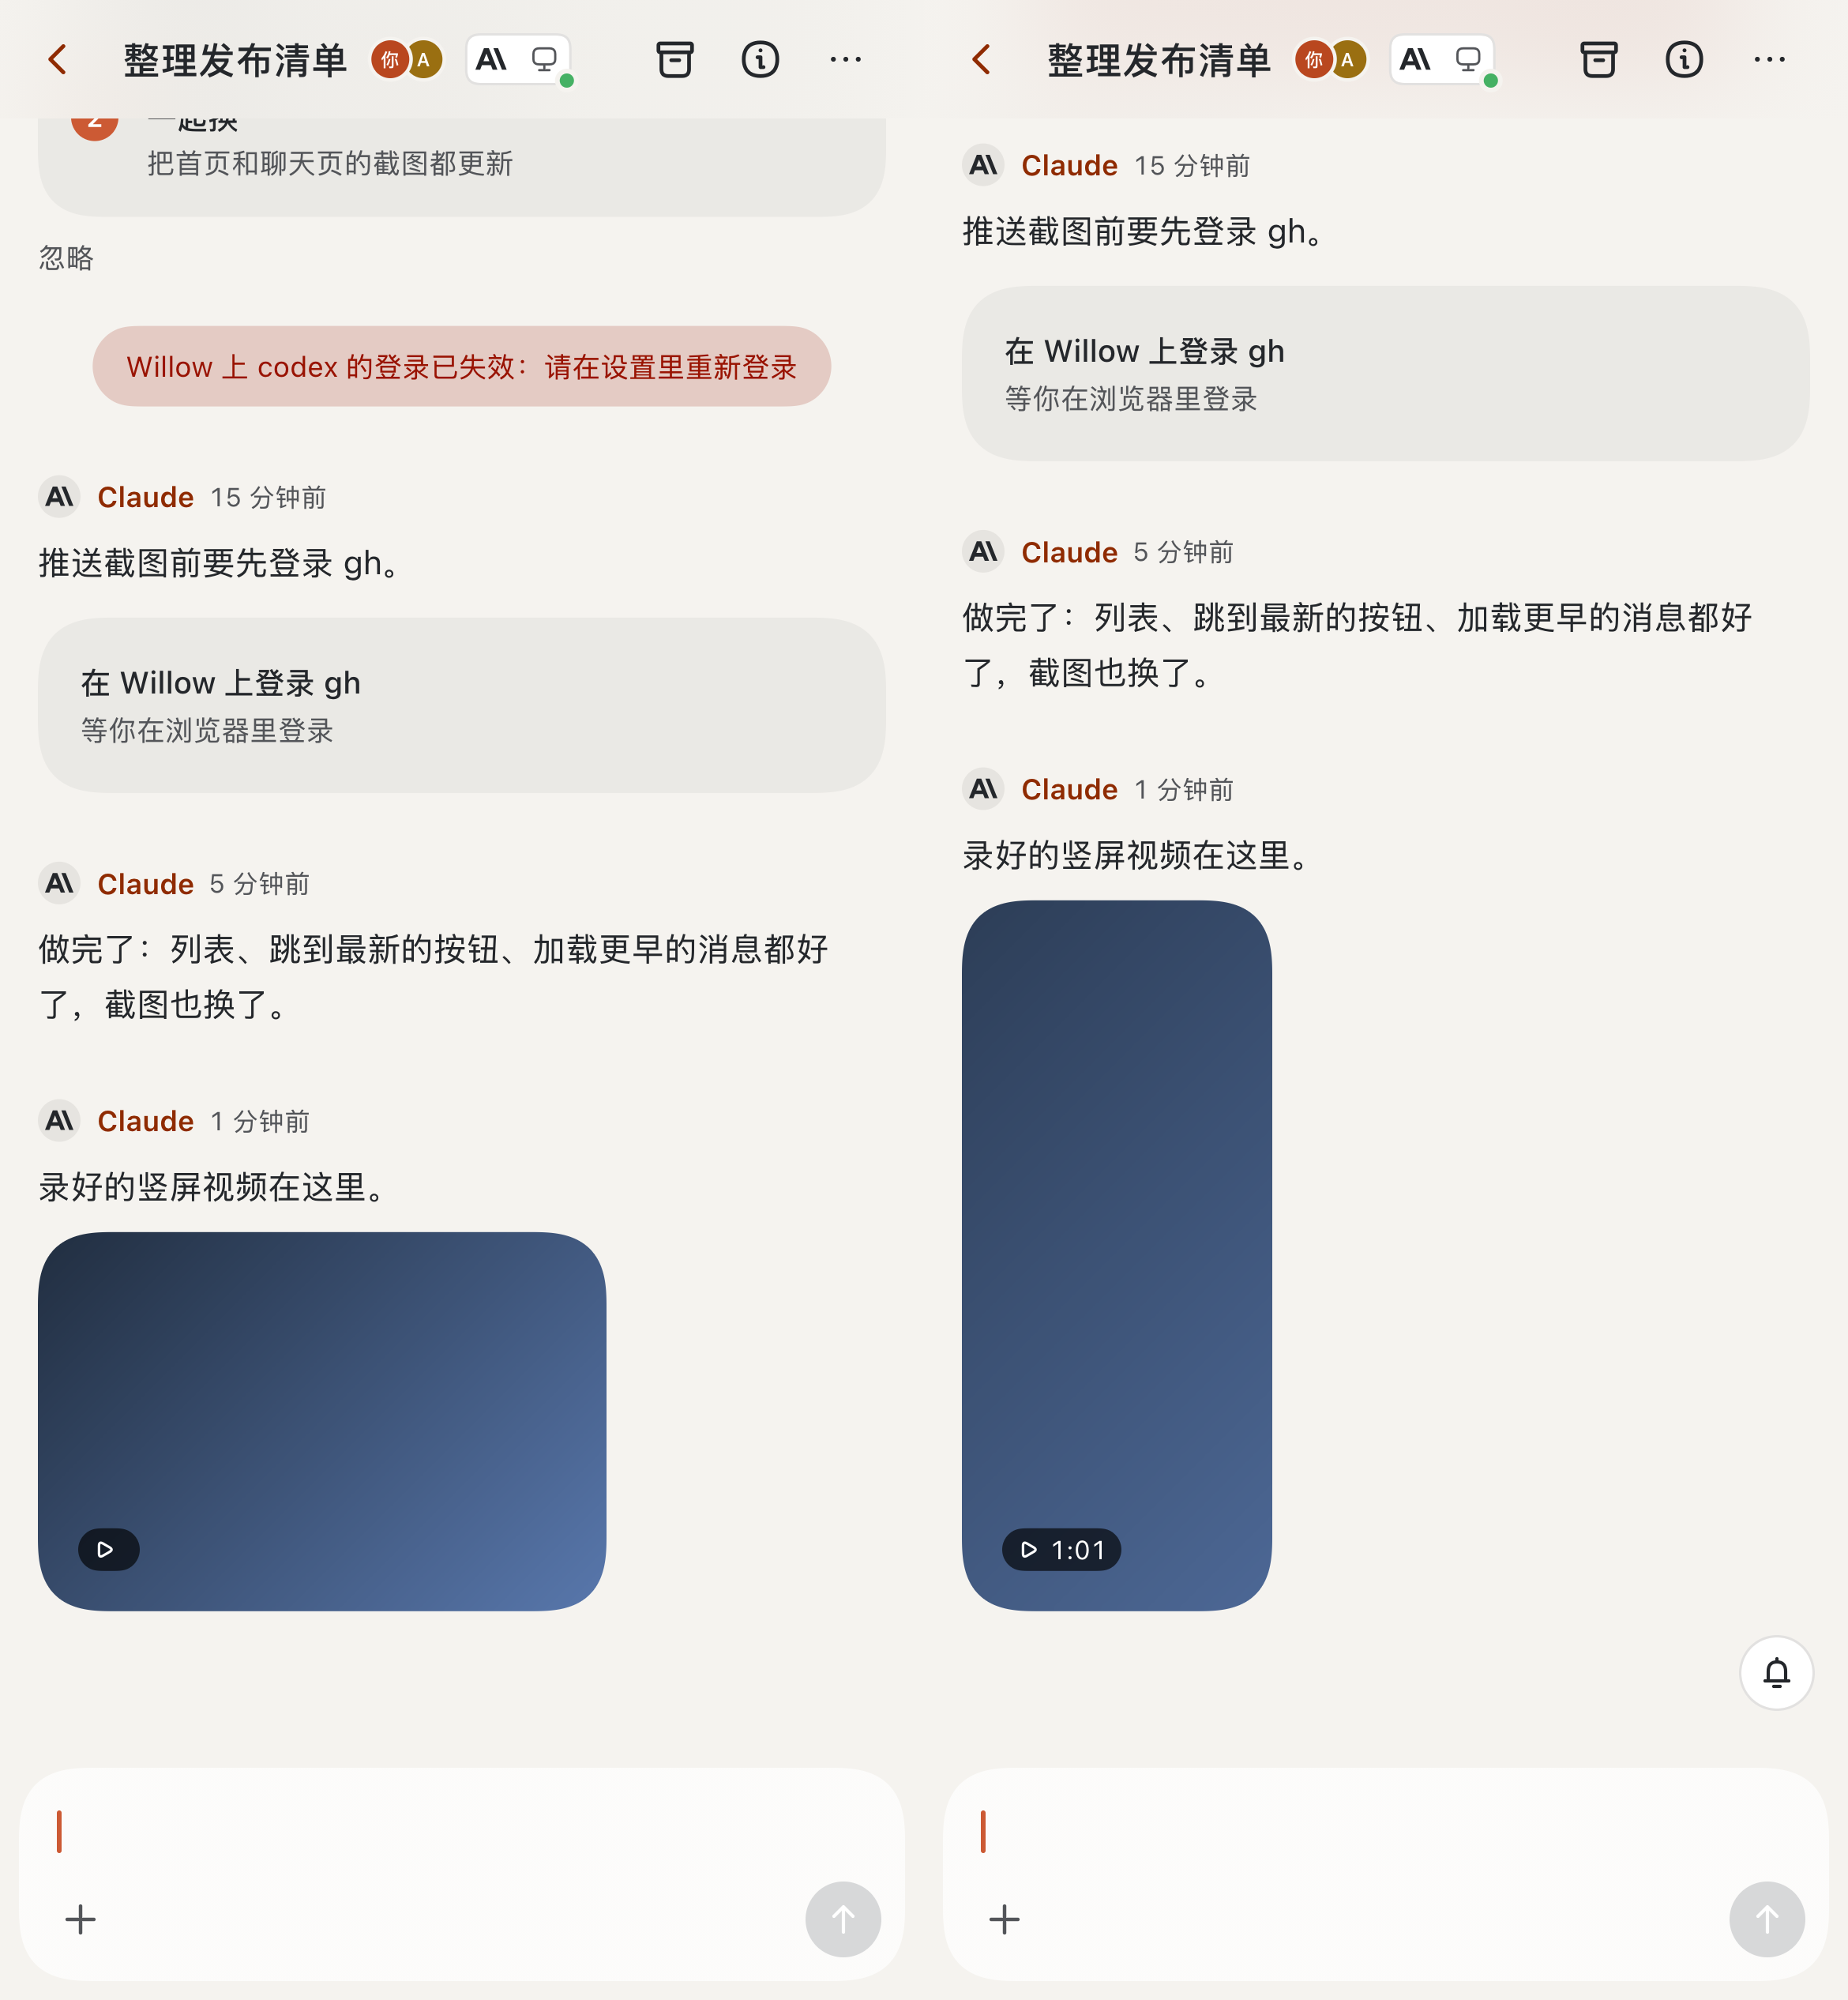 整理发布清单
你
A
2
一起换
把首页和聊天页的截图都更新
忽略
Willow 上 codex 的登录已失效：请在设置里重新登录
Claude 15 分钟前
推送截图前要先登录 gh。
在 Willow 上登录 gh
等你在浏览器里登录
Claude 5 分钟前
做完了：列表、跳到最新的按钮、加载更早的消息都好
了，截图也换了。
Claude 1 分钟前
录好的竖屏视频在这里。
整理发布清单
你
A
Claude 15 分钟前
推送截图前要先登录 gh。
在 Willow 上登录 gh
等你在浏览器里登录
Claude 5 分钟前
做完了：列表、跳到最新的按钮、加载更早的消息都好
了，截图也换了。
Claude 1 分钟前
录好的竖屏视频在这里。
1:01